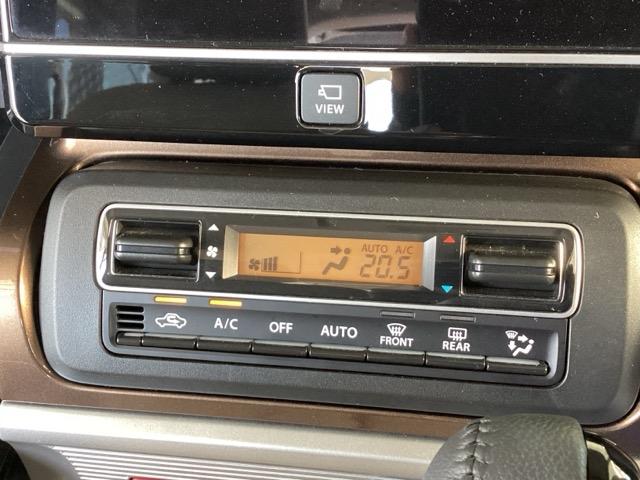 VIEW
AUTO A/C
20.5
A/C OFF AUTO FRONT REAR